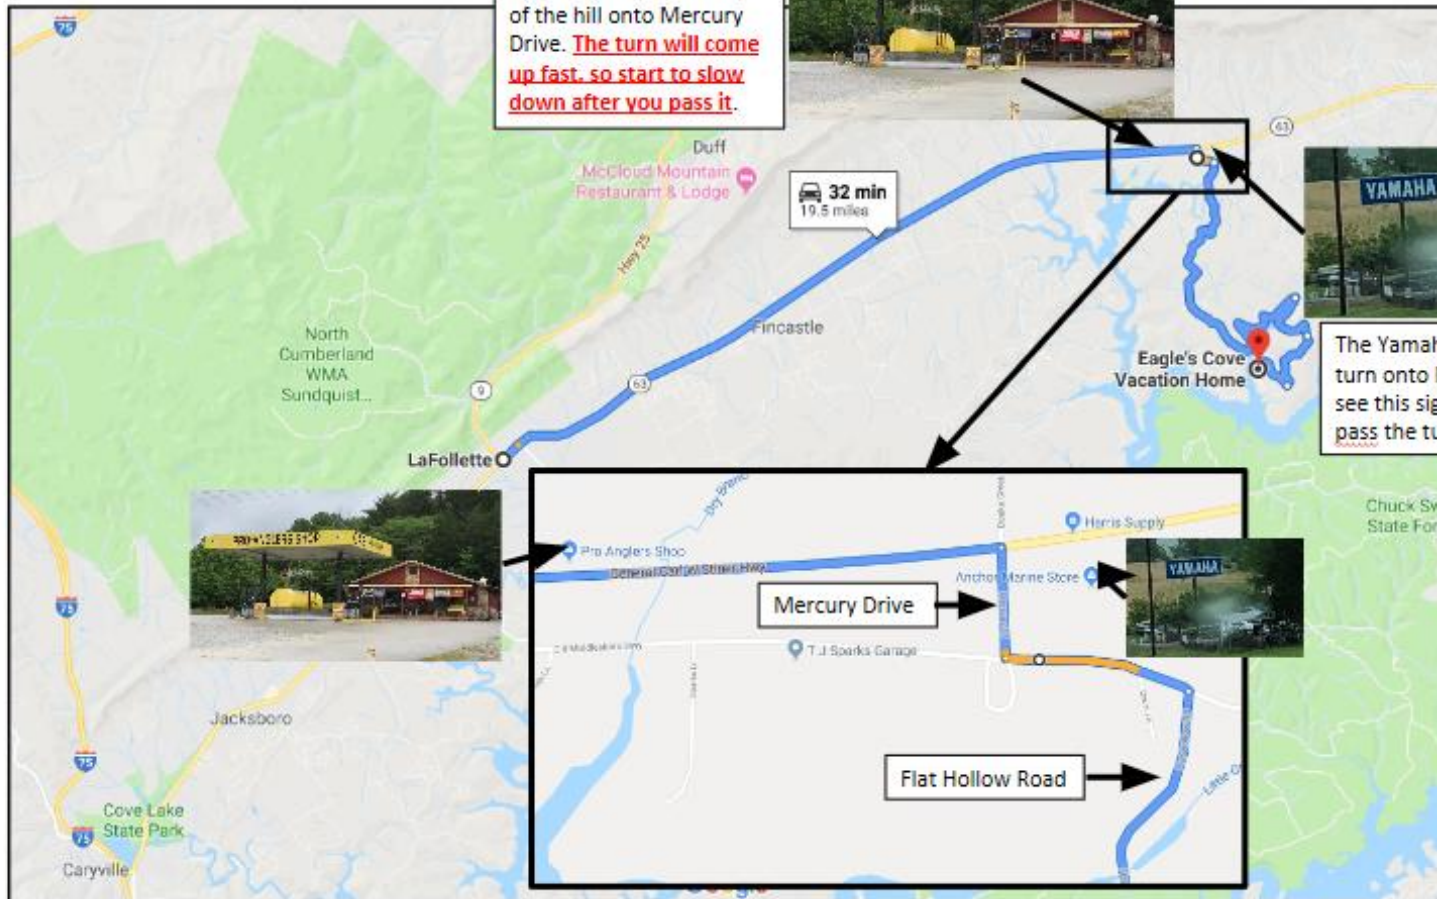 of the hill onto Mercury
Drive. The turn will come
up fast, so start to slow
down after you pass it.
75
63
Duff
McCloud Mountain
Restaurant & Lodge
32 min
19.5 miles
YAMAHA
Hwy 25
North
Cumberland
WMA
Sundquist...
Fincastle
Eagle's Cove
Vacation Home
The Yamah
turn onto
see this sig
pass the tu
9
63
LaFollette
PRO ANGLERS SHOP
Pro Anglers Shop
Harris Supply
Chuck Sw
State For
Anchor Marine Store
YAMAHA
Mercury Drive
T J Sparks Garage
75
Jacksboro
75
Flat Hollow Road
Cove Lake
State Park
75
Caryville